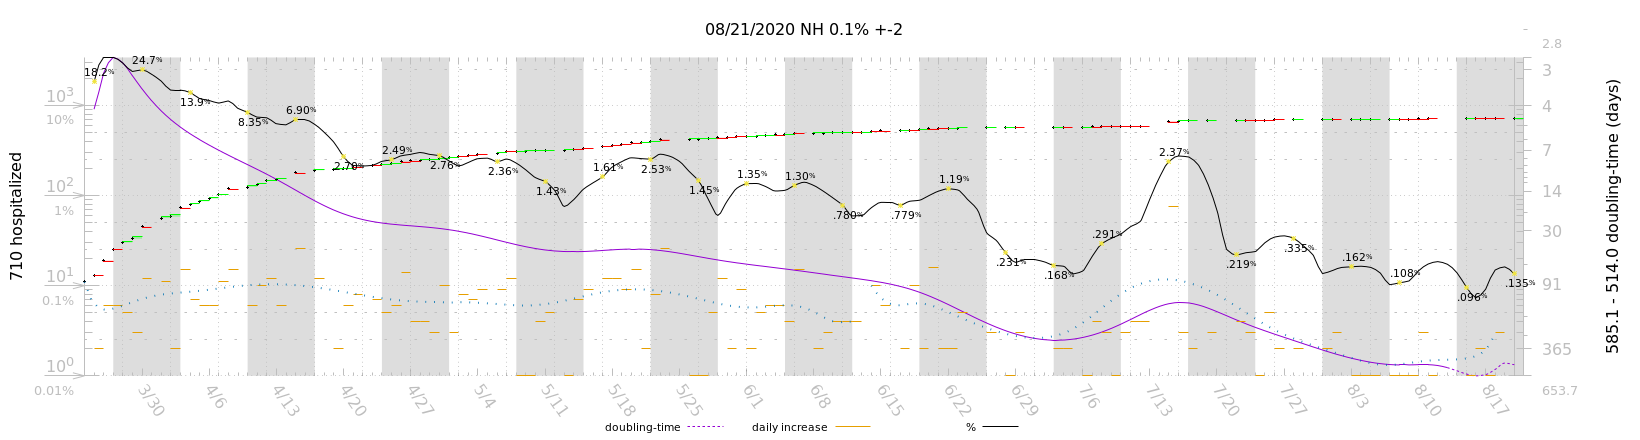 08/21/2020 NH 0.1% +-2
2.8
18.2% 24.7% 3
10³ 13.9% 6.90% 4
10% 8.35%
2.49% 2.37% 7
2.70% 2.76% 2.36% 1.61% 2.53%
10² 1.43% 1.45% 1.35% 1.30% 1.19% 14
1% .780% .779%
.291% 30
.335%
.231% .168% .219% .162%
10¹ .108% .135% 91
0.1% .096%
365
10⁰
0.01% 653.7
710 hospitalized
585.1 - 514.0 doubling-time (days)
3/30 4/6 4/13 4/20 4/27 5/4 5/11 5/18 5/25 6/1 6/8 6/15 6/22 6/29 7/6 7/13 7/20 7/27 8/3 8/10 8/17
doubling-time daily increase %